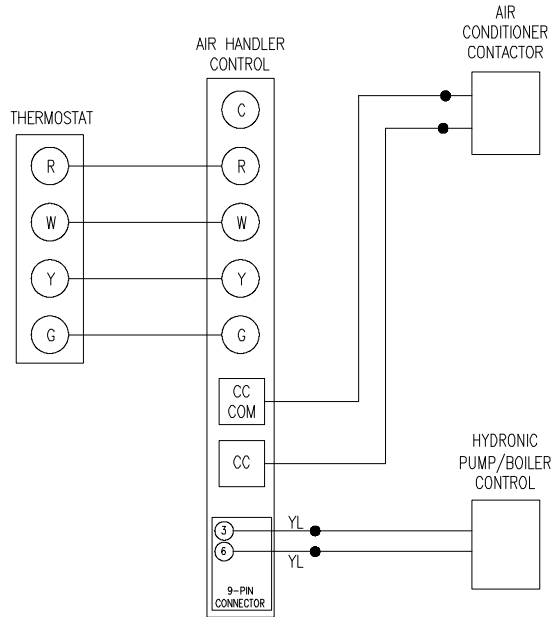 AIR
CONDITIONER
CONTACTOR
AIR HANDLER
CONTROL
THERMOSTAT
C
R
R
W
W
Y
Y
G
G
CC
COM
CC
HYDRONIC
PUMP/BOILER
CONTROL
3
YL
6
YL
9-PIN
CONNECTOR